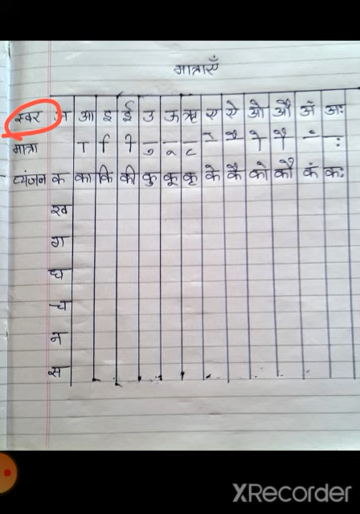 मात्राएँ
स्वर अ आ इ ई उ ऊ ऋ ए ऐ ओ औ अं अः
मात्रा ा ि ी ु ू ृ े ै ो ौ ं ः
व्यंजन क का कि की कु कू कृ के कै को कौ कं कः
ख
ग
घ
च
न
स
XRecorder